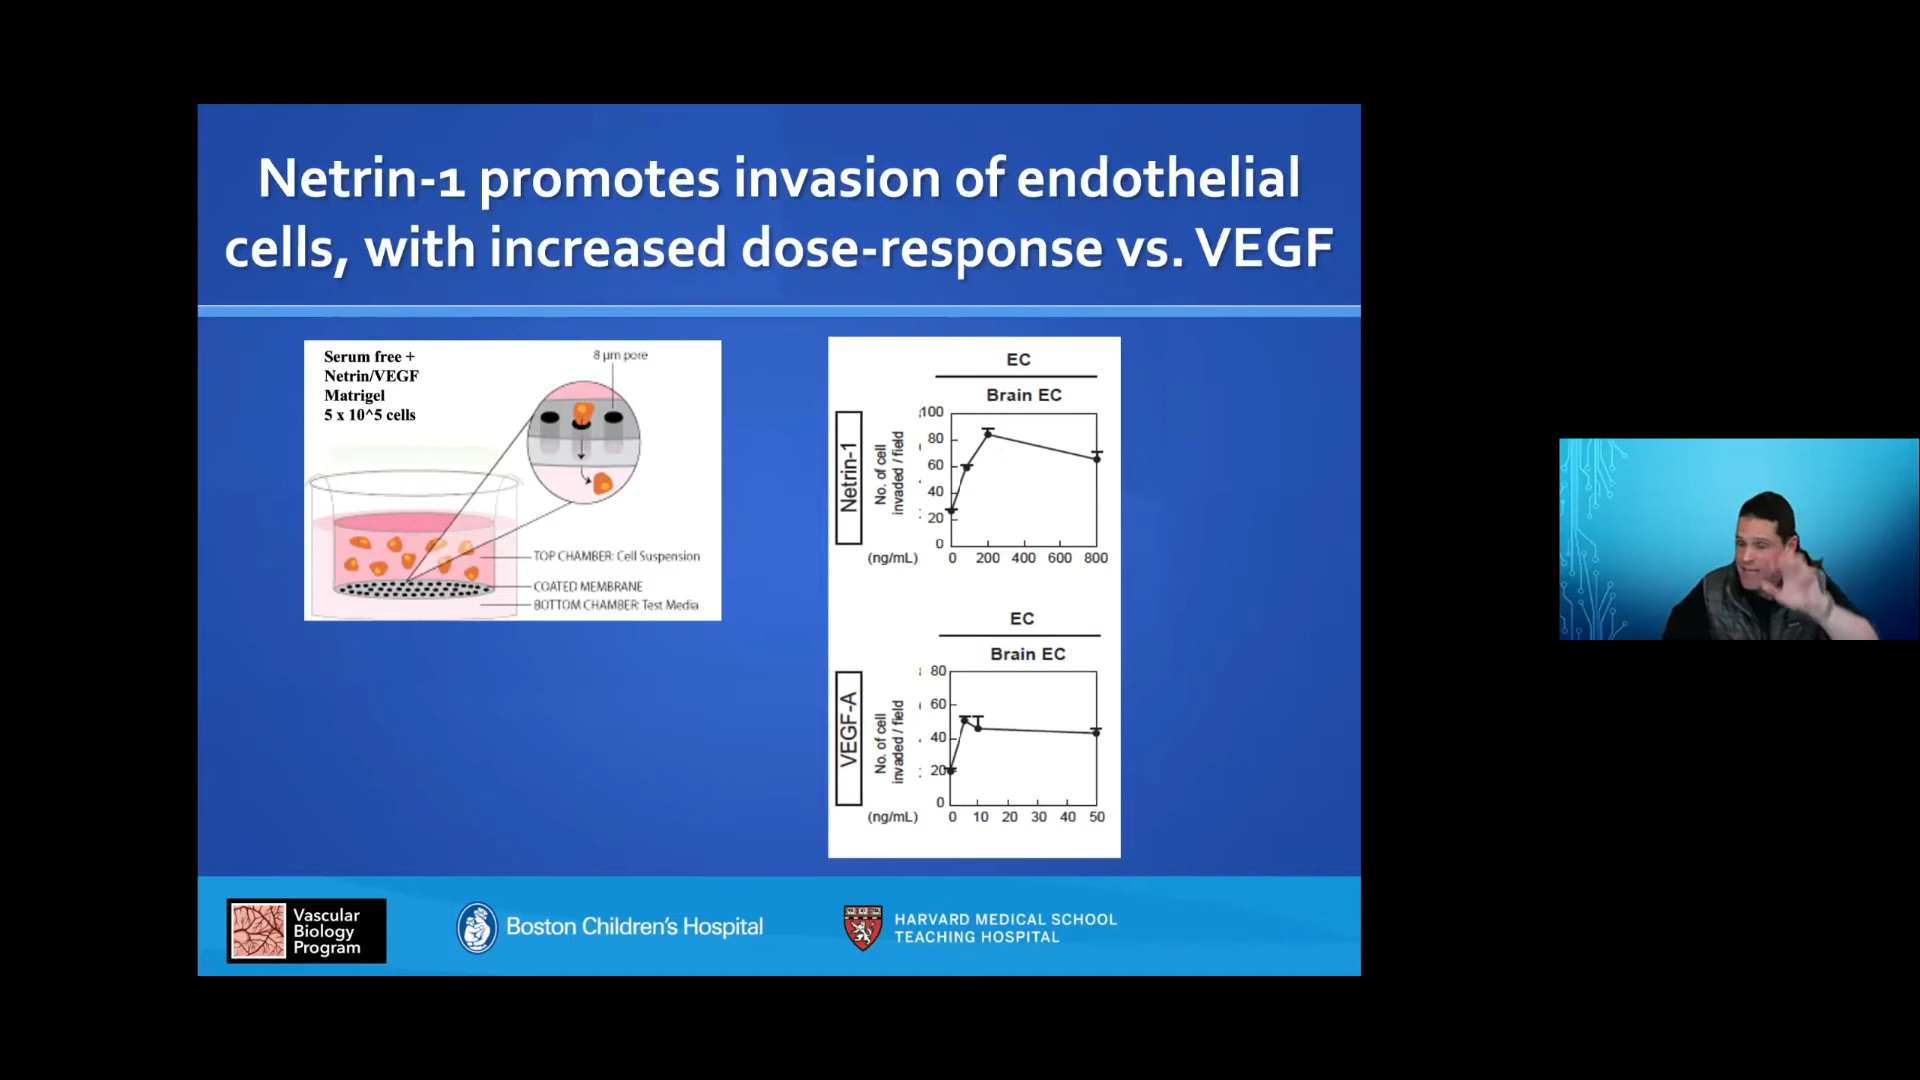 Netrin-1 promotes invasion of endothelial
cells, with increased dose-response vs. VEGF
Serum free +
Netrin/VEGF
Matrigel
5 x 10^5 cells
8 µm pore
TOP CHAMBER: Cell Suspension
COATED MEMBRANE
BOTTOM CHAMBER: Test Media
EC
Brain EC
Netrin-1
No. of cell
invaded / field
100
80
60
40
20
0
(ng/mL)
0 200 400 600 800
EC
Brain EC
VEGF-A
No. of cell
invaded / field
80
60
40
20
0
(ng/mL)
0 10 20 30 40 50
Vascular
Biology
Program
Boston Children's Hospital
HARVARD MEDICAL SCHOOL
TEACHING HOSPITAL